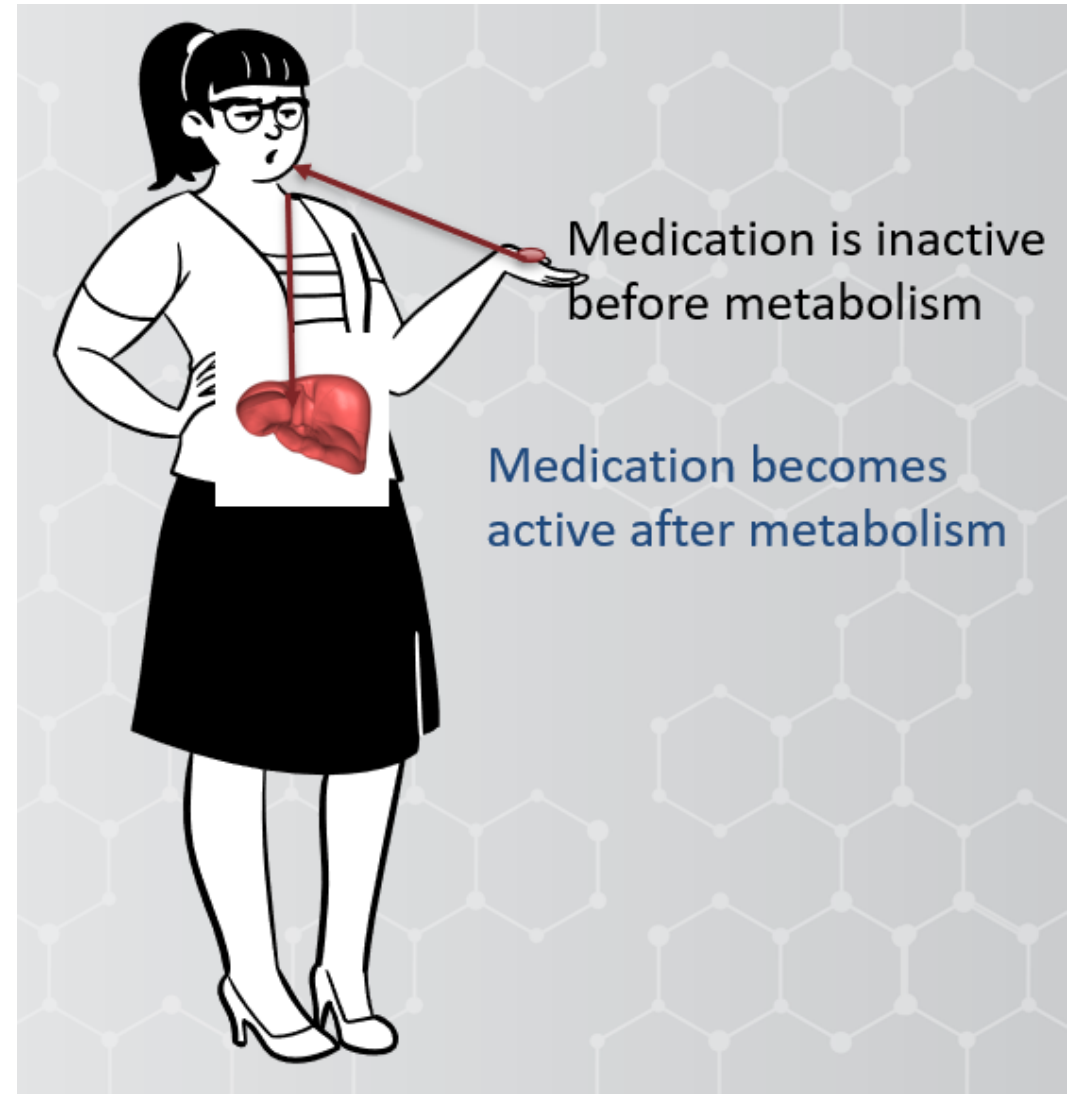 Medication is inactive
before metabolism
Medication becomes
active after metabolism